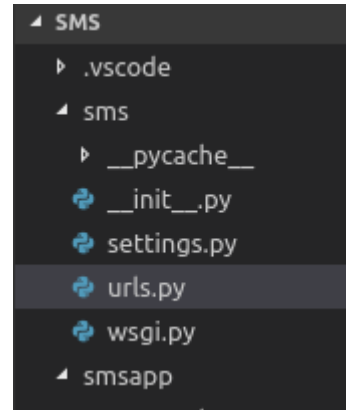 SMS
.vscode
sms
__pycache__
__init__.py
settings.py
urls.py
wsgi.py
smsapp